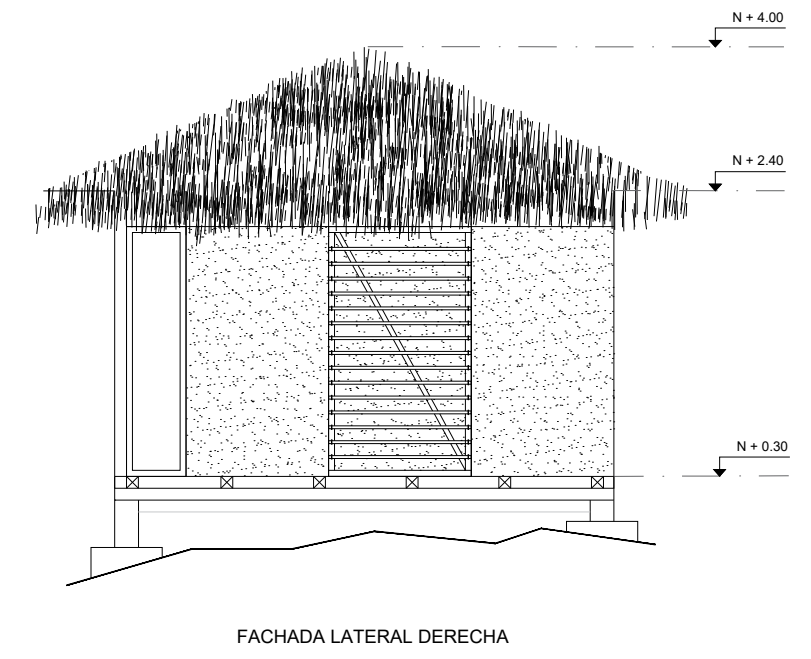 N + 4.00
N + 2.40
N + 0.30
FACHADA LATERAL DERECHA